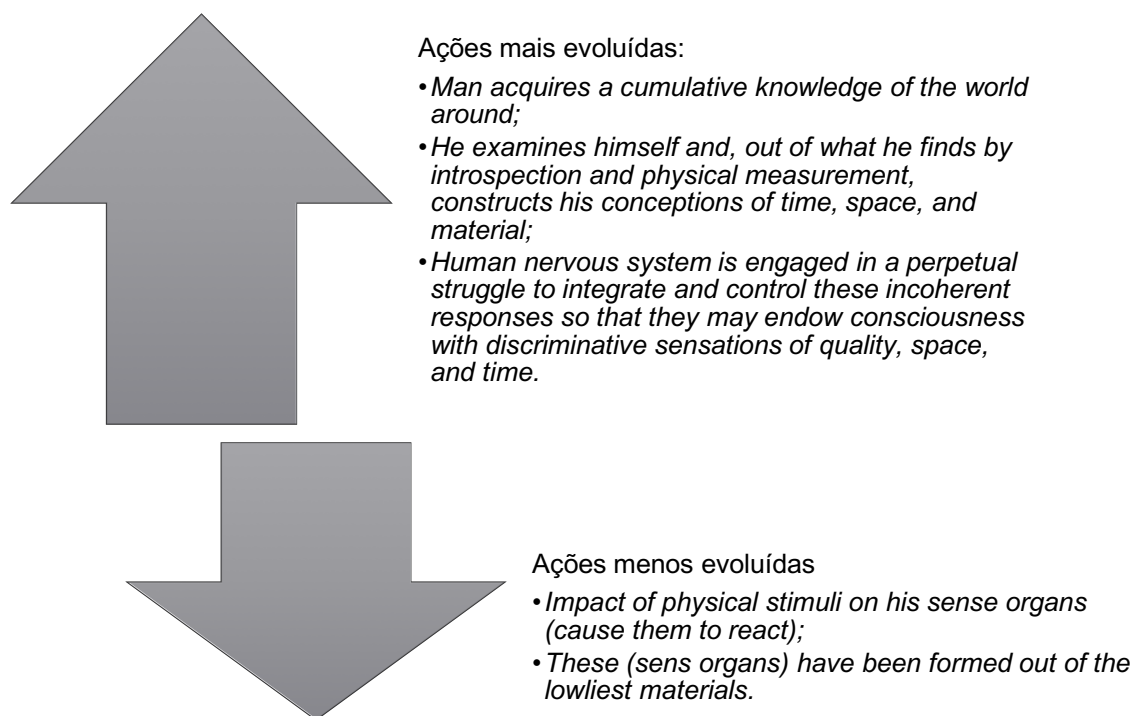 Ações mais evoluídas:
•Man acquires a cumulative knowledge of the world
around;
•He examines himself and, out of what he finds by
introspection and physical measurement,
constructs his conceptions of time, space, and
material;
•Human nervous system is engaged in a perpetual
struggle to integrate and control these incoherent
responses so that they may endow consciousness
with discriminative sensations of quality, space,
and time.
Ações menos evoluídas
•Impact of physical stimuli on his sense organs
(cause them to react);
•These (sens organs) have been formed out of the
lowliest materials.